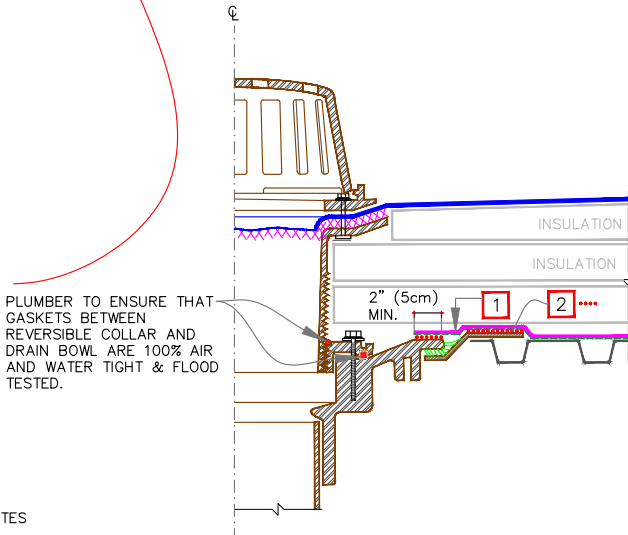 ℄
INSULATION
INSULATION
2" (5cm)
MIN.
1
2
PLUMBER TO ENSURE THAT
GASKETS BETWEEN
REVERSIBLE COLLAR AND
DRAIN BOWL ARE 100% AIR
AND WATER TIGHT & FLOOD
TESTED.
TES